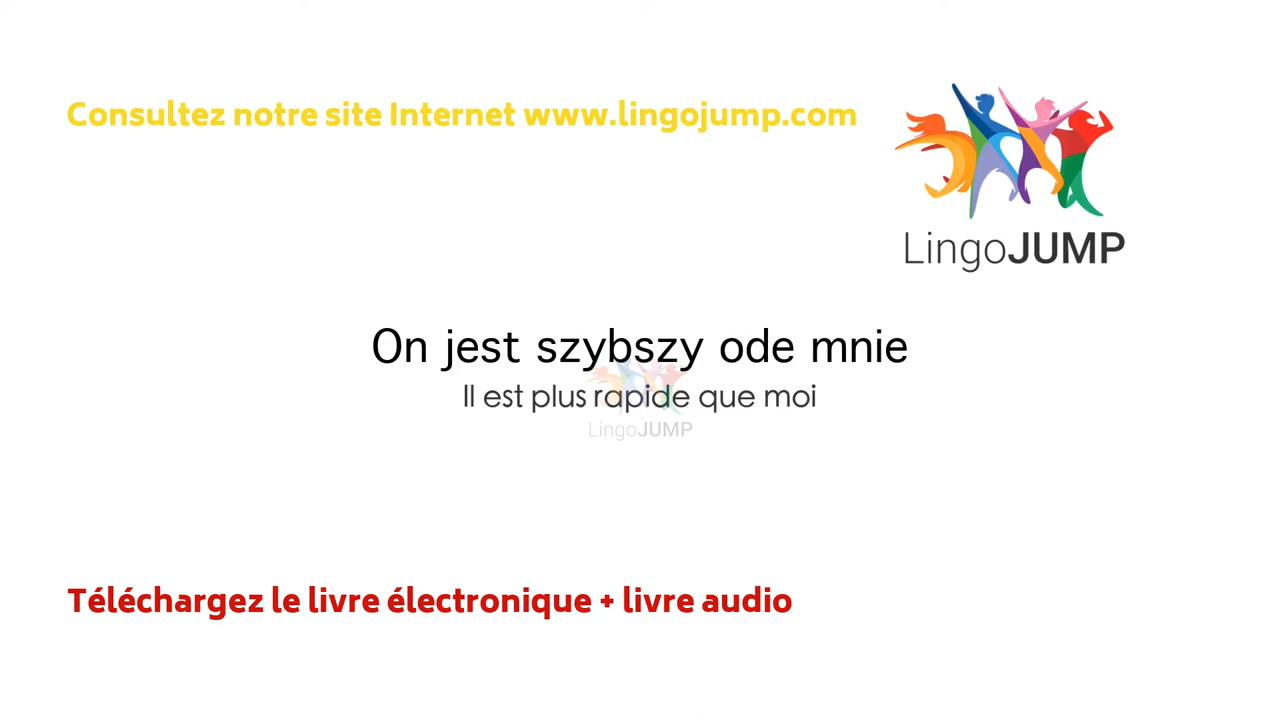 Consultez notre site Internet www.lingojump.com
LingoJUMP
On jest szybszy ode mnie
Il est plus rapide que moi
LingoJUMP
Téléchargez le livre électronique + livre audio